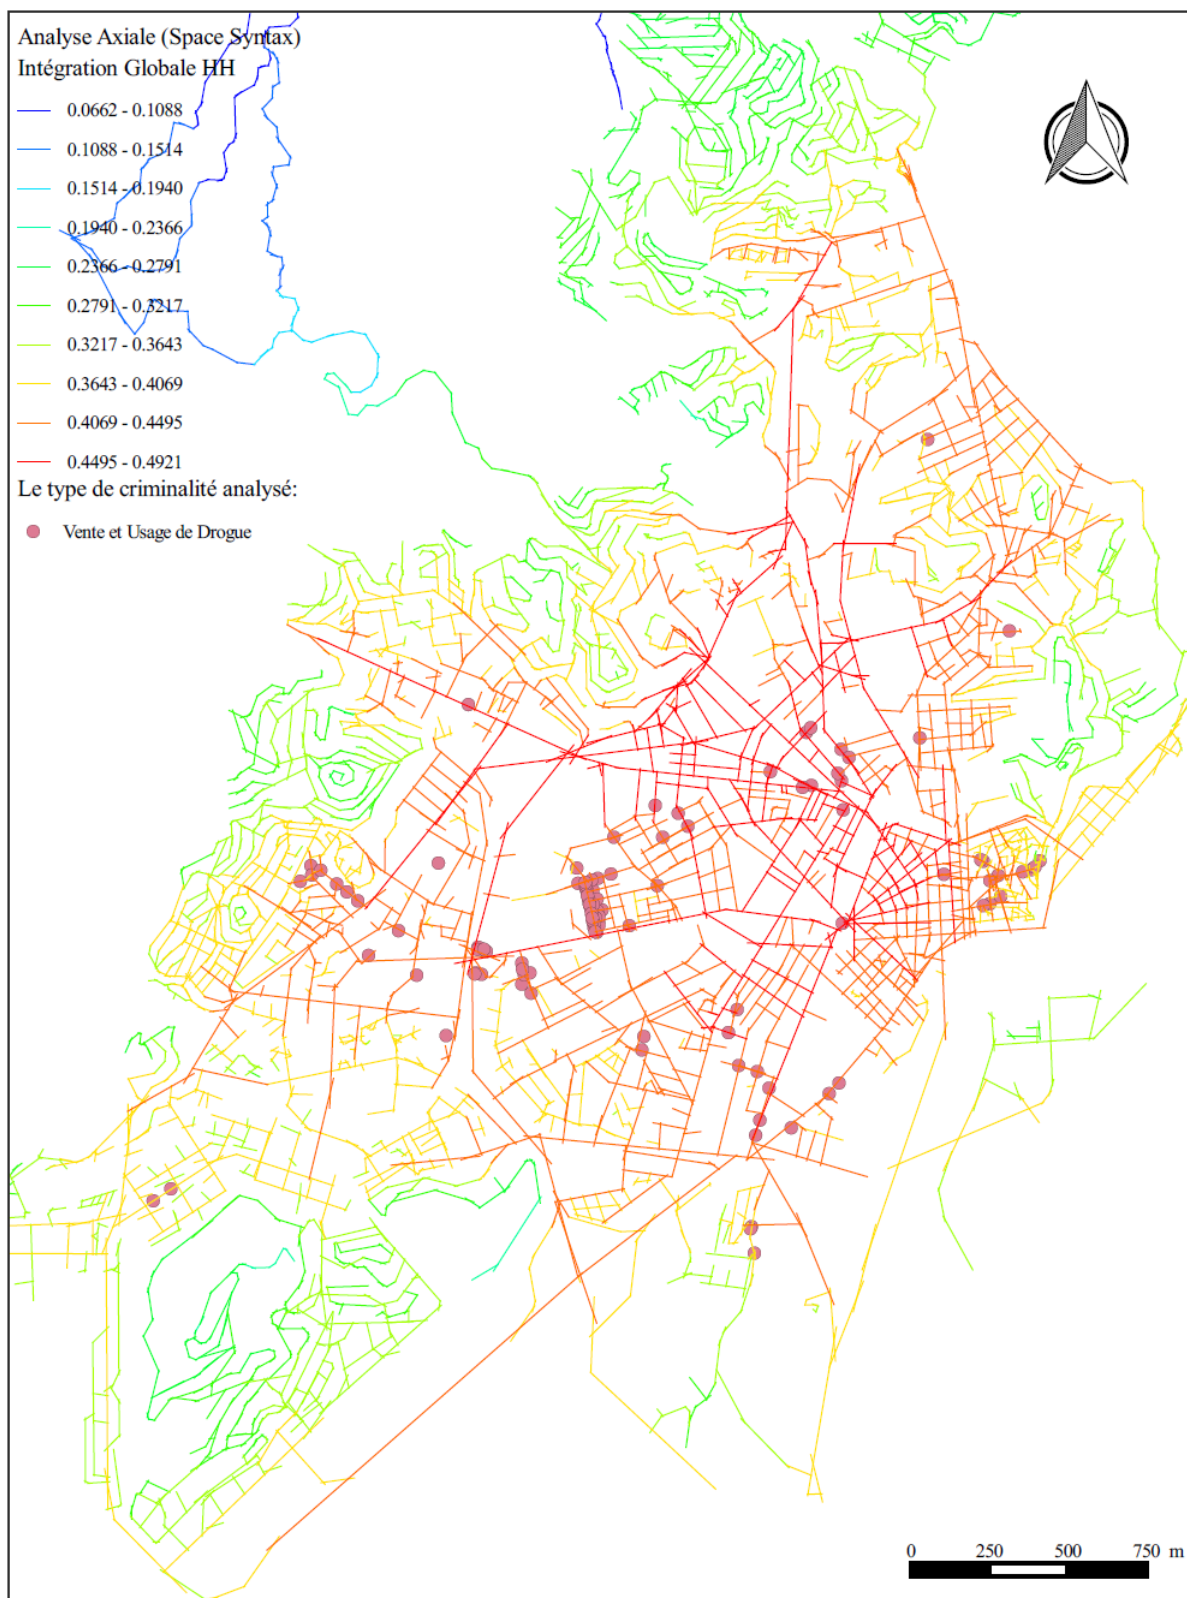 Analyse Axiale (Space Syntax)
Intégration Globale HH
0.0662 - 0.1088
0.1088 - 0.1514
0.1514 - 0.1940
0.1940 - 0.2366
0.2366 - 0.2791
0.2791 - 0.3217
0.3217 - 0.3643
0.3643 - 0.4069
0.4069 - 0.4495
0.4495 - 0.4921
Le type de criminalité analysé:
Vente et Usage de Drogue
0 250 500 750 m